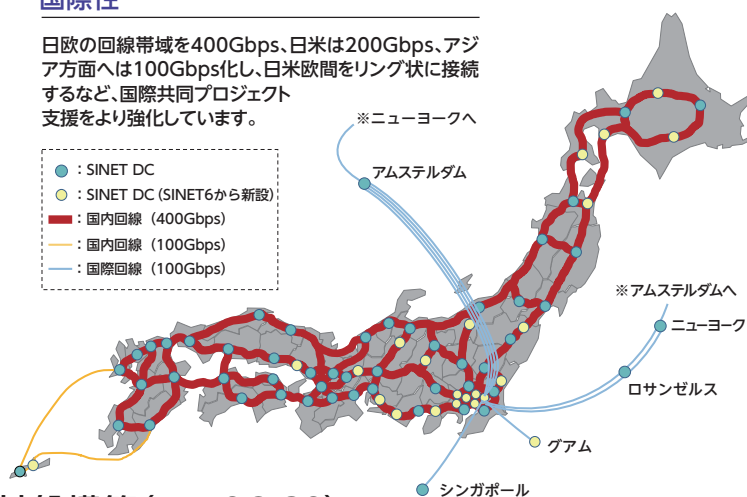 国際性
日欧の回線帯域を400Gbps、日米は200Gbps、アジ
ア方面へは100Gbps化し、日米欧間をリング状に接続
するなど、国際共同プロジェクト
支援をより強化しています。
※ニューヨークへ
アムステルダム
：SINET DC
：SINET DC（SINET6から新設）
：国内回線（400Gbps）
：国内回線（100Gbps）
：国際回線（100Gbps）
※アムステルダムへ
ニューヨーク
ロサンゼルス
グアム
シンガポール